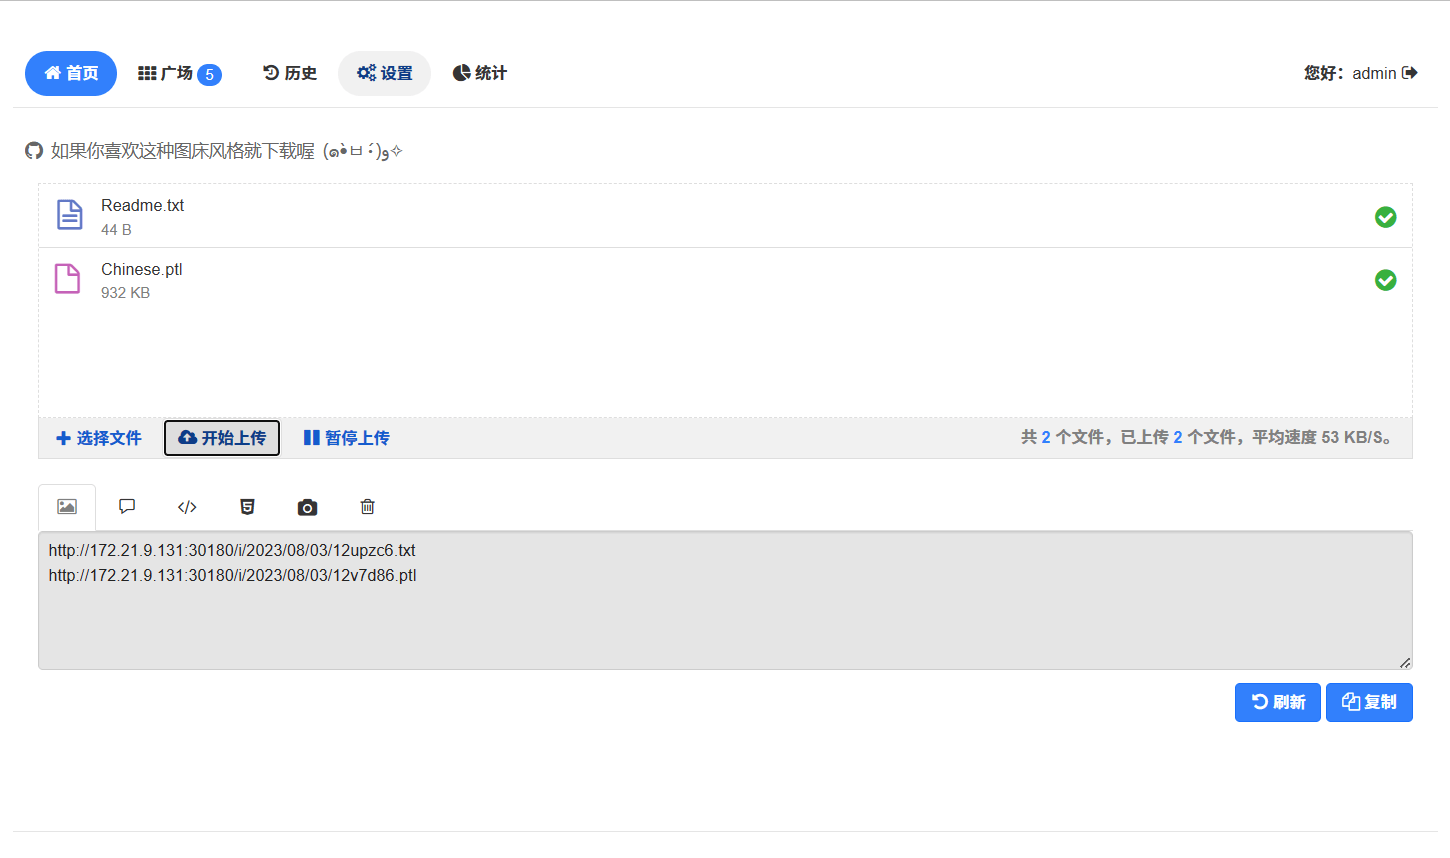 首页 广场 5 历史 设置 统计 您好：admin
如果你喜欢这种图床风格就下载喔 (๑•̀ㅂ•́)و✧
Readme.txt
44 B
Chinese.ptl
932 KB
选择文件 开始上传 暂停上传 共 2 个文件，已上传 2 个文件，平均速度 53 KB/S。
http://172.21.9.131:30180/i/2023/08/03/12upzc6.txt
http://172.21.9.131:30180/i/2023/08/03/12v7d86.ptl
刷新 复制